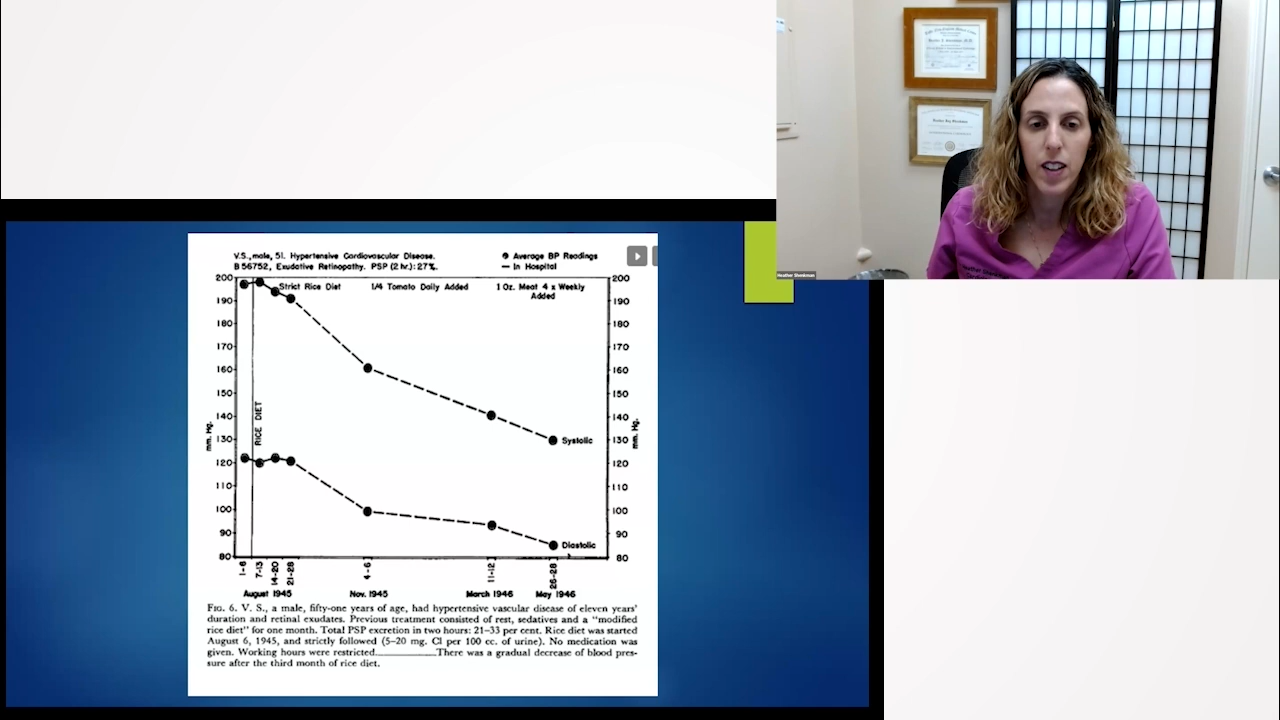 V.S., male, 51. Hypertensive Cardiovascular Disease.
B 56752, Exudative Retinopathy. PSP (2 hr.): 27%.
Average BP Readings
In Hospital
Strict Rice Diet
1/4 Tomato Daily Added
1 Oz. Meat 4 x Weekly
Added
200
190
180
170
160
150
140
130
120
110
100
90
80
mm. Hg.
RICE DIET
Systolic
Diastolic
200
190
180
170
160
150
140
130
120
110
100
90
80
mm. Hg.
1-6
7-13
14-20
21-28
4-6
11-12
26-28
August 1945
Nov. 1945
March 1946
May 1946
FIG. 6. V. S., a male, fifty-one years of age, had hypertensive vascular disease of eleven years'
duration and retinal exudates. Previous treatment consisted of rest, sedatives and a "modified
rice diet" for one month. Total PSP excretion in two hours: 21–33 per cent. Rice diet was started
August 6, 1945, and strictly followed (5–20 mg. Cl per 100 cc. of urine). No medication was
given. Working hours were restricted.__________There was a gradual decrease of blood pres-
sure after the third month of rice diet.
Heather Shenkman